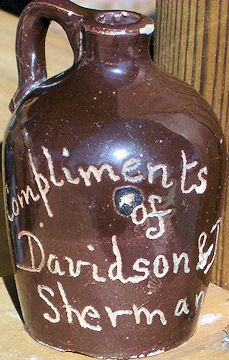 Compliments
of
Davidson &
Sherman